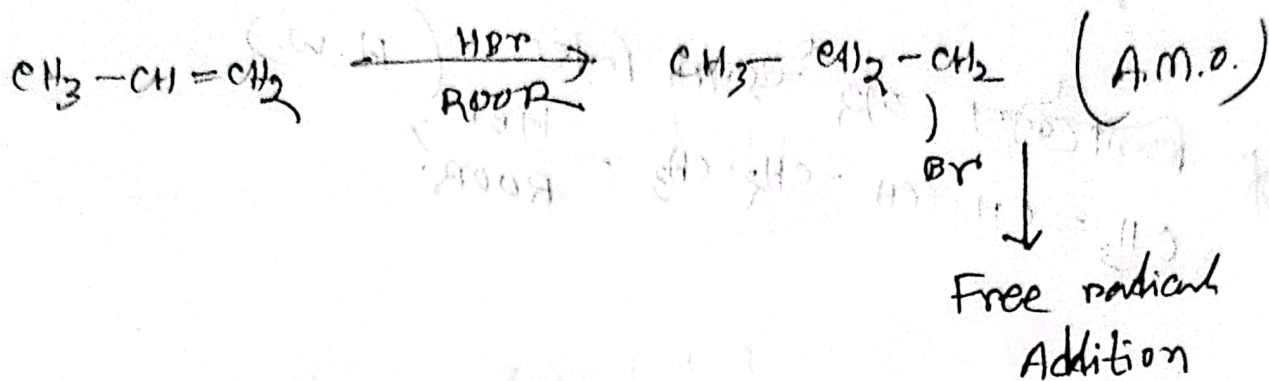 CH3 - CH = CH2 HBr ROOR CH3 - CH2 - CH2 (A.M.O.)
Br
Free radical
Addition